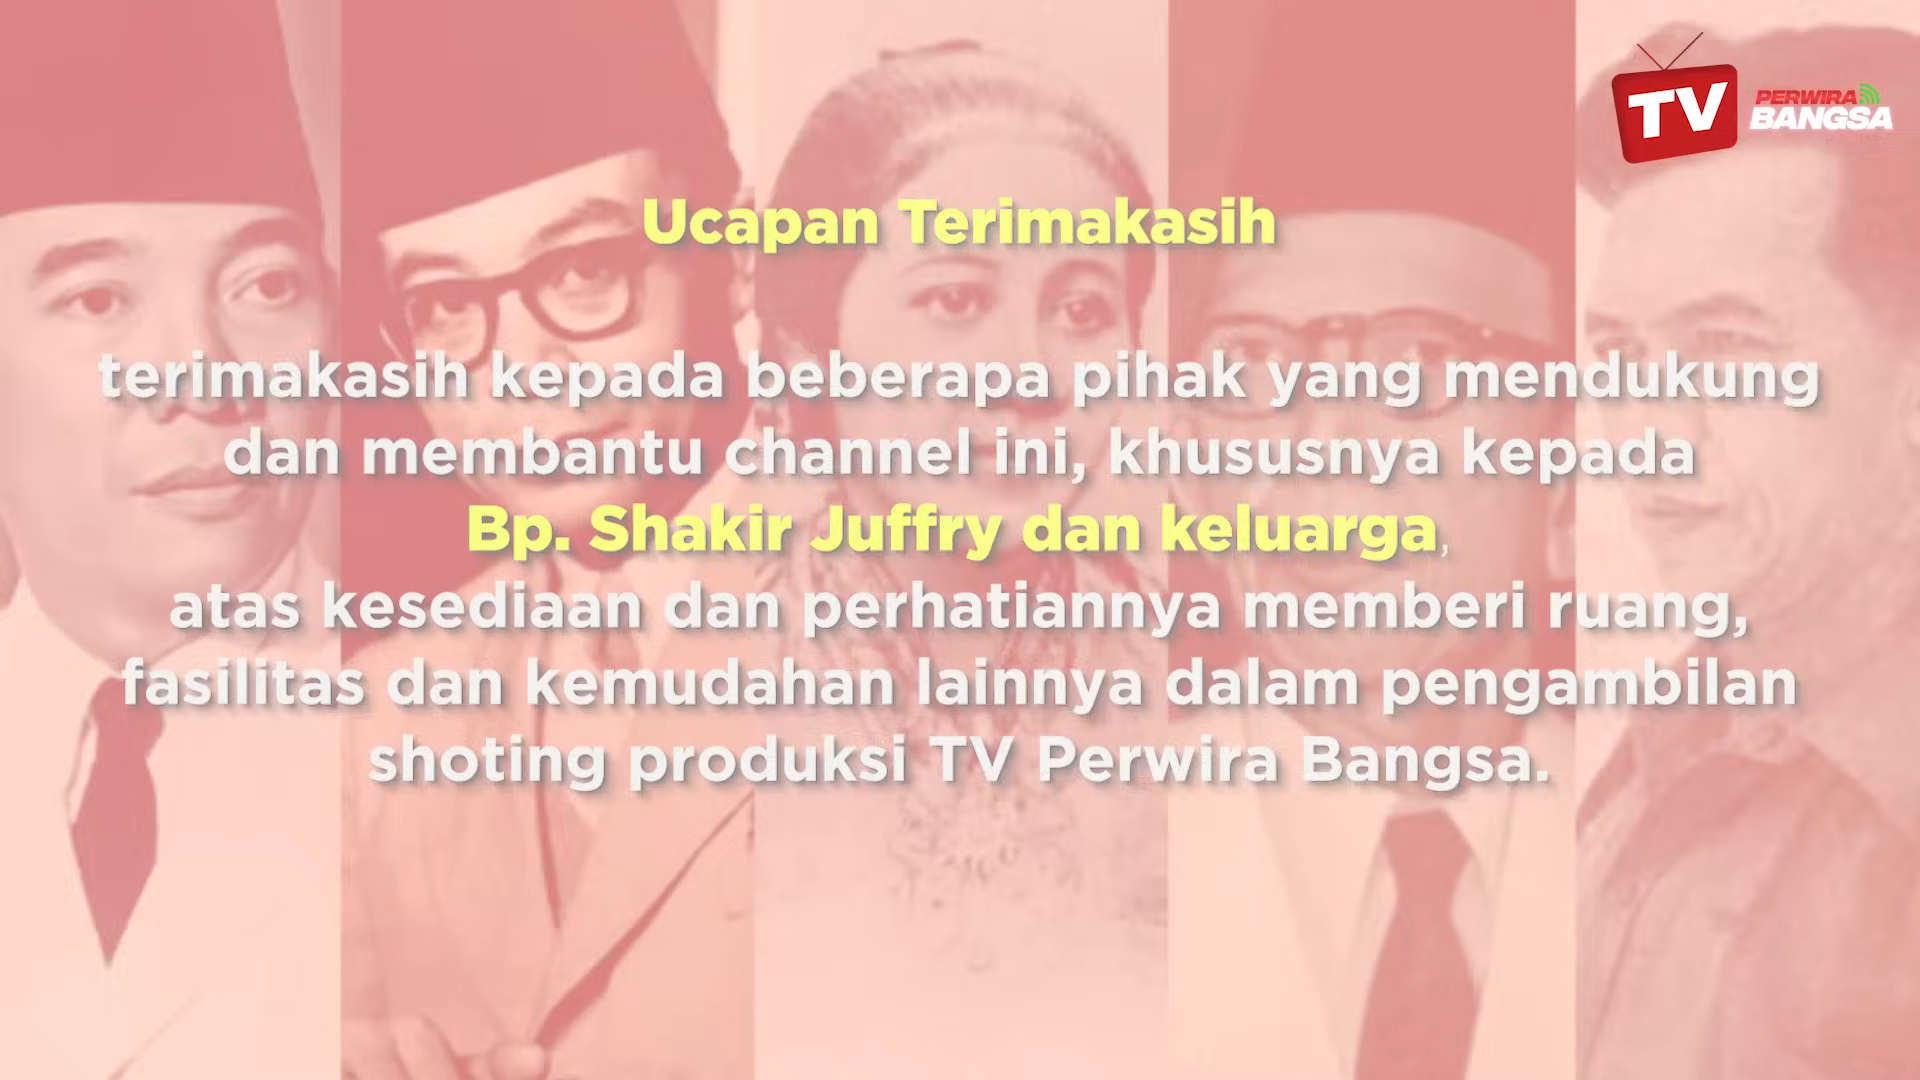 TV PERWIRA
BANGSA
Ucapan Terimakasih
terimakasih kepada beberapa pihak yang mendukung
dan membantu channel ini, khususnya kepada
Bp. Shakir Juffry dan keluarga,
atas kesediaan dan perhatiannya memberi ruang,
fasilitas dan kemudahan lainnya dalam pengambilan
shoting produksi TV Perwira Bangsa.